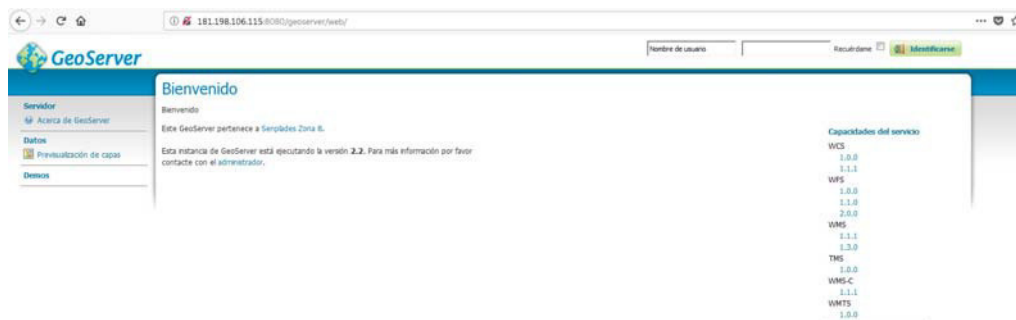 181.198.106.115:8080/geoserver/web/
GeoServer
Nombre de usuario
Recuérdame
Identificarse
Servidor
Acerca de GeoServer
Datos
Previsualización de capas
Demos
Bienvenido
Bienvenido
Este GeoServer pertenece a Senplades Zona 8.
Esta instancia de GeoServer está ejecutando la versión 2.2. Para más información por favor
contacte con el administrador.
Capacidades del servicio
WCS
1.0.0
1.1.1
WFS
1.0.0
1.1.0
2.0.0
WMS
1.1.1
1.3.0
TMS
1.0.0
WMS-C
1.1.1
WMTS
1.0.0